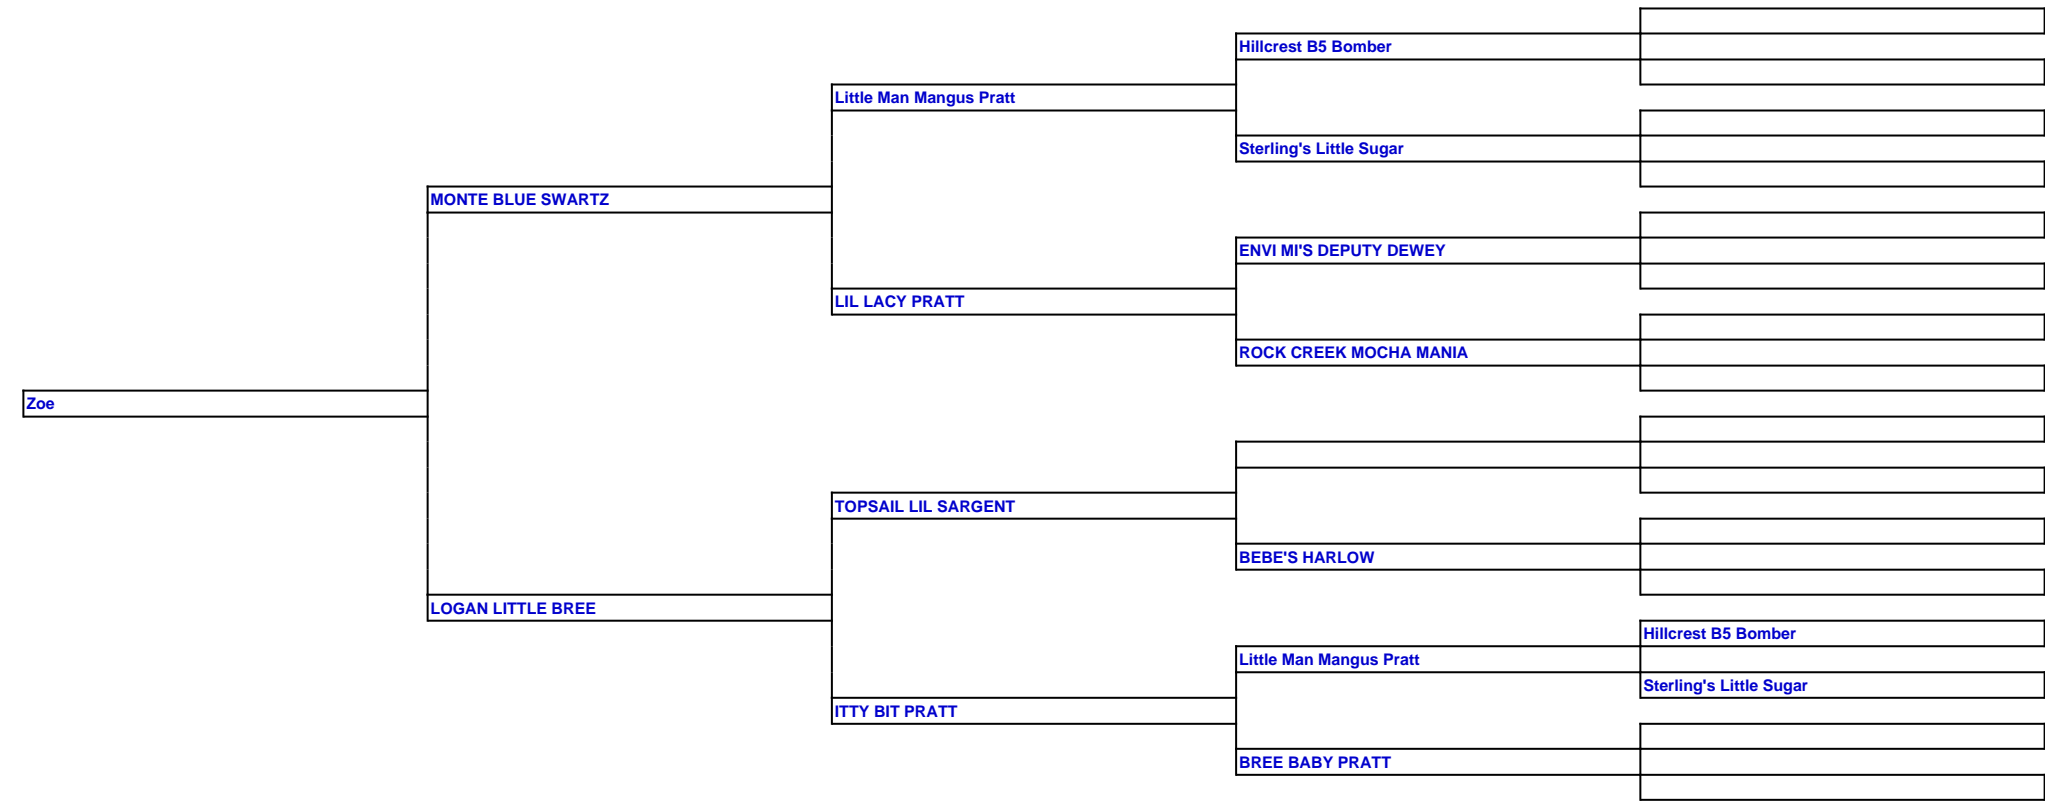 Hillcrest B5 Bomber
Little Man Mangus Pratt
Sterling's Little Sugar
MONTE BLUE SWARTZ
ENVI MI'S DEPUTY DEWEY
LIL LACY PRATT
ROCK CREEK MOCHA MANIA
Zoe
TOPSAIL LIL SARGENT
BEBE'S HARLOW
LOGAN LITTLE BREE
Hillcrest B5 Bomber
Little Man Mangus Pratt
Sterling's Little Sugar
ITTY BIT PRATT
BREE BABY PRATT